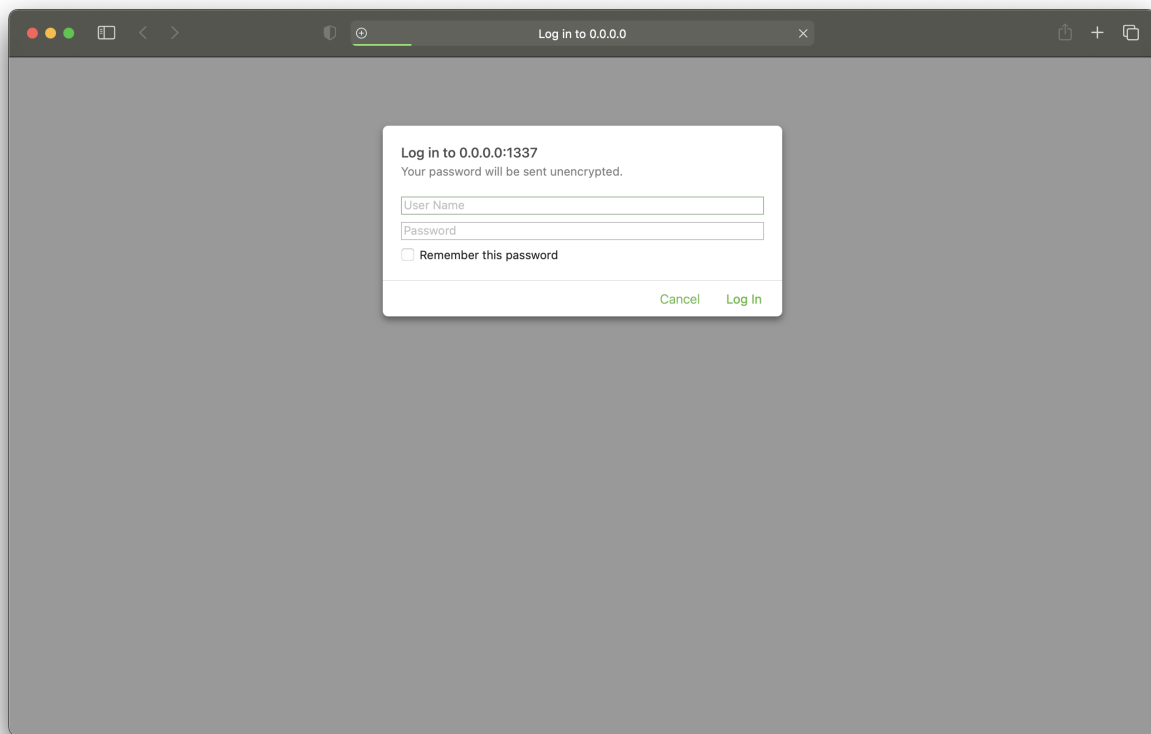 Log in to 0.0.0.0
Log in to 0.0.0.0:1337
Your password will be sent unencrypted.
User Name
Password
Remember this password
Cancel Log In